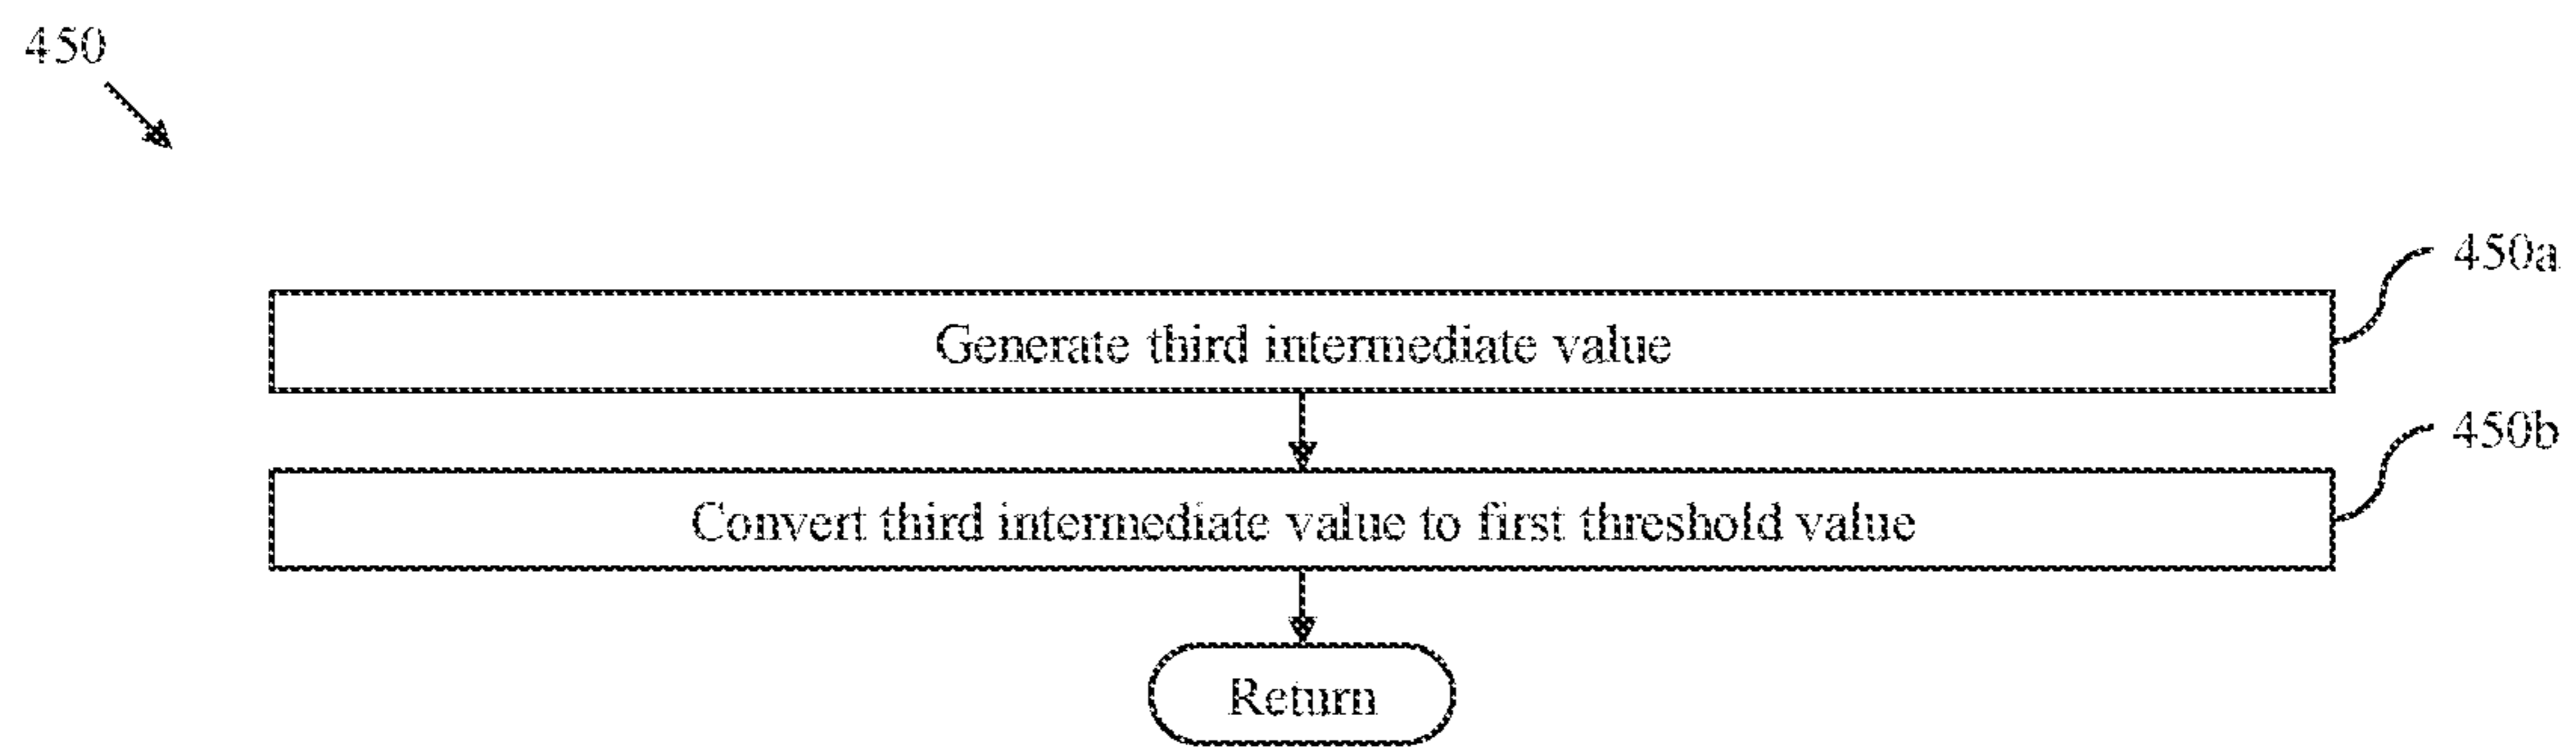 450
450a
Generate third intermediate value
450b
Convert third intermediate value to first threshold value
Return